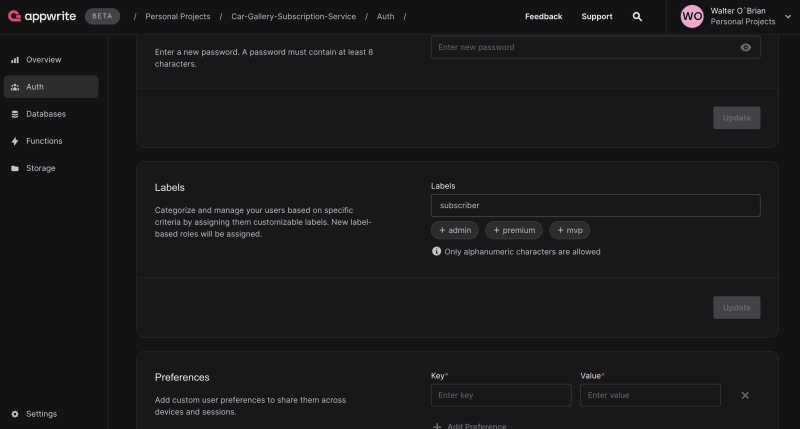 appwrite BETA / Personal Projects / Car-Gallery-Subscription-Service / Auth / Feedback Support WO Walter O`Brian
Personal Projects
Overview
Auth
Databases
Functions
Storage
Settings
Enter a new password. A password must contain at least 8
characters.
Enter new password
Update
Labels
Categorize and manage your users based on specific
criteria by assigning them customizable labels. New label-
based roles will be assigned.
Labels
subscriber
+ admin + premium + mvp
Only alphanumeric characters are allowed
Update
Preferences
Add custom user preferences to share them across
devices and sessions.
Key* Value*
Enter key Enter value
+ Add Preference